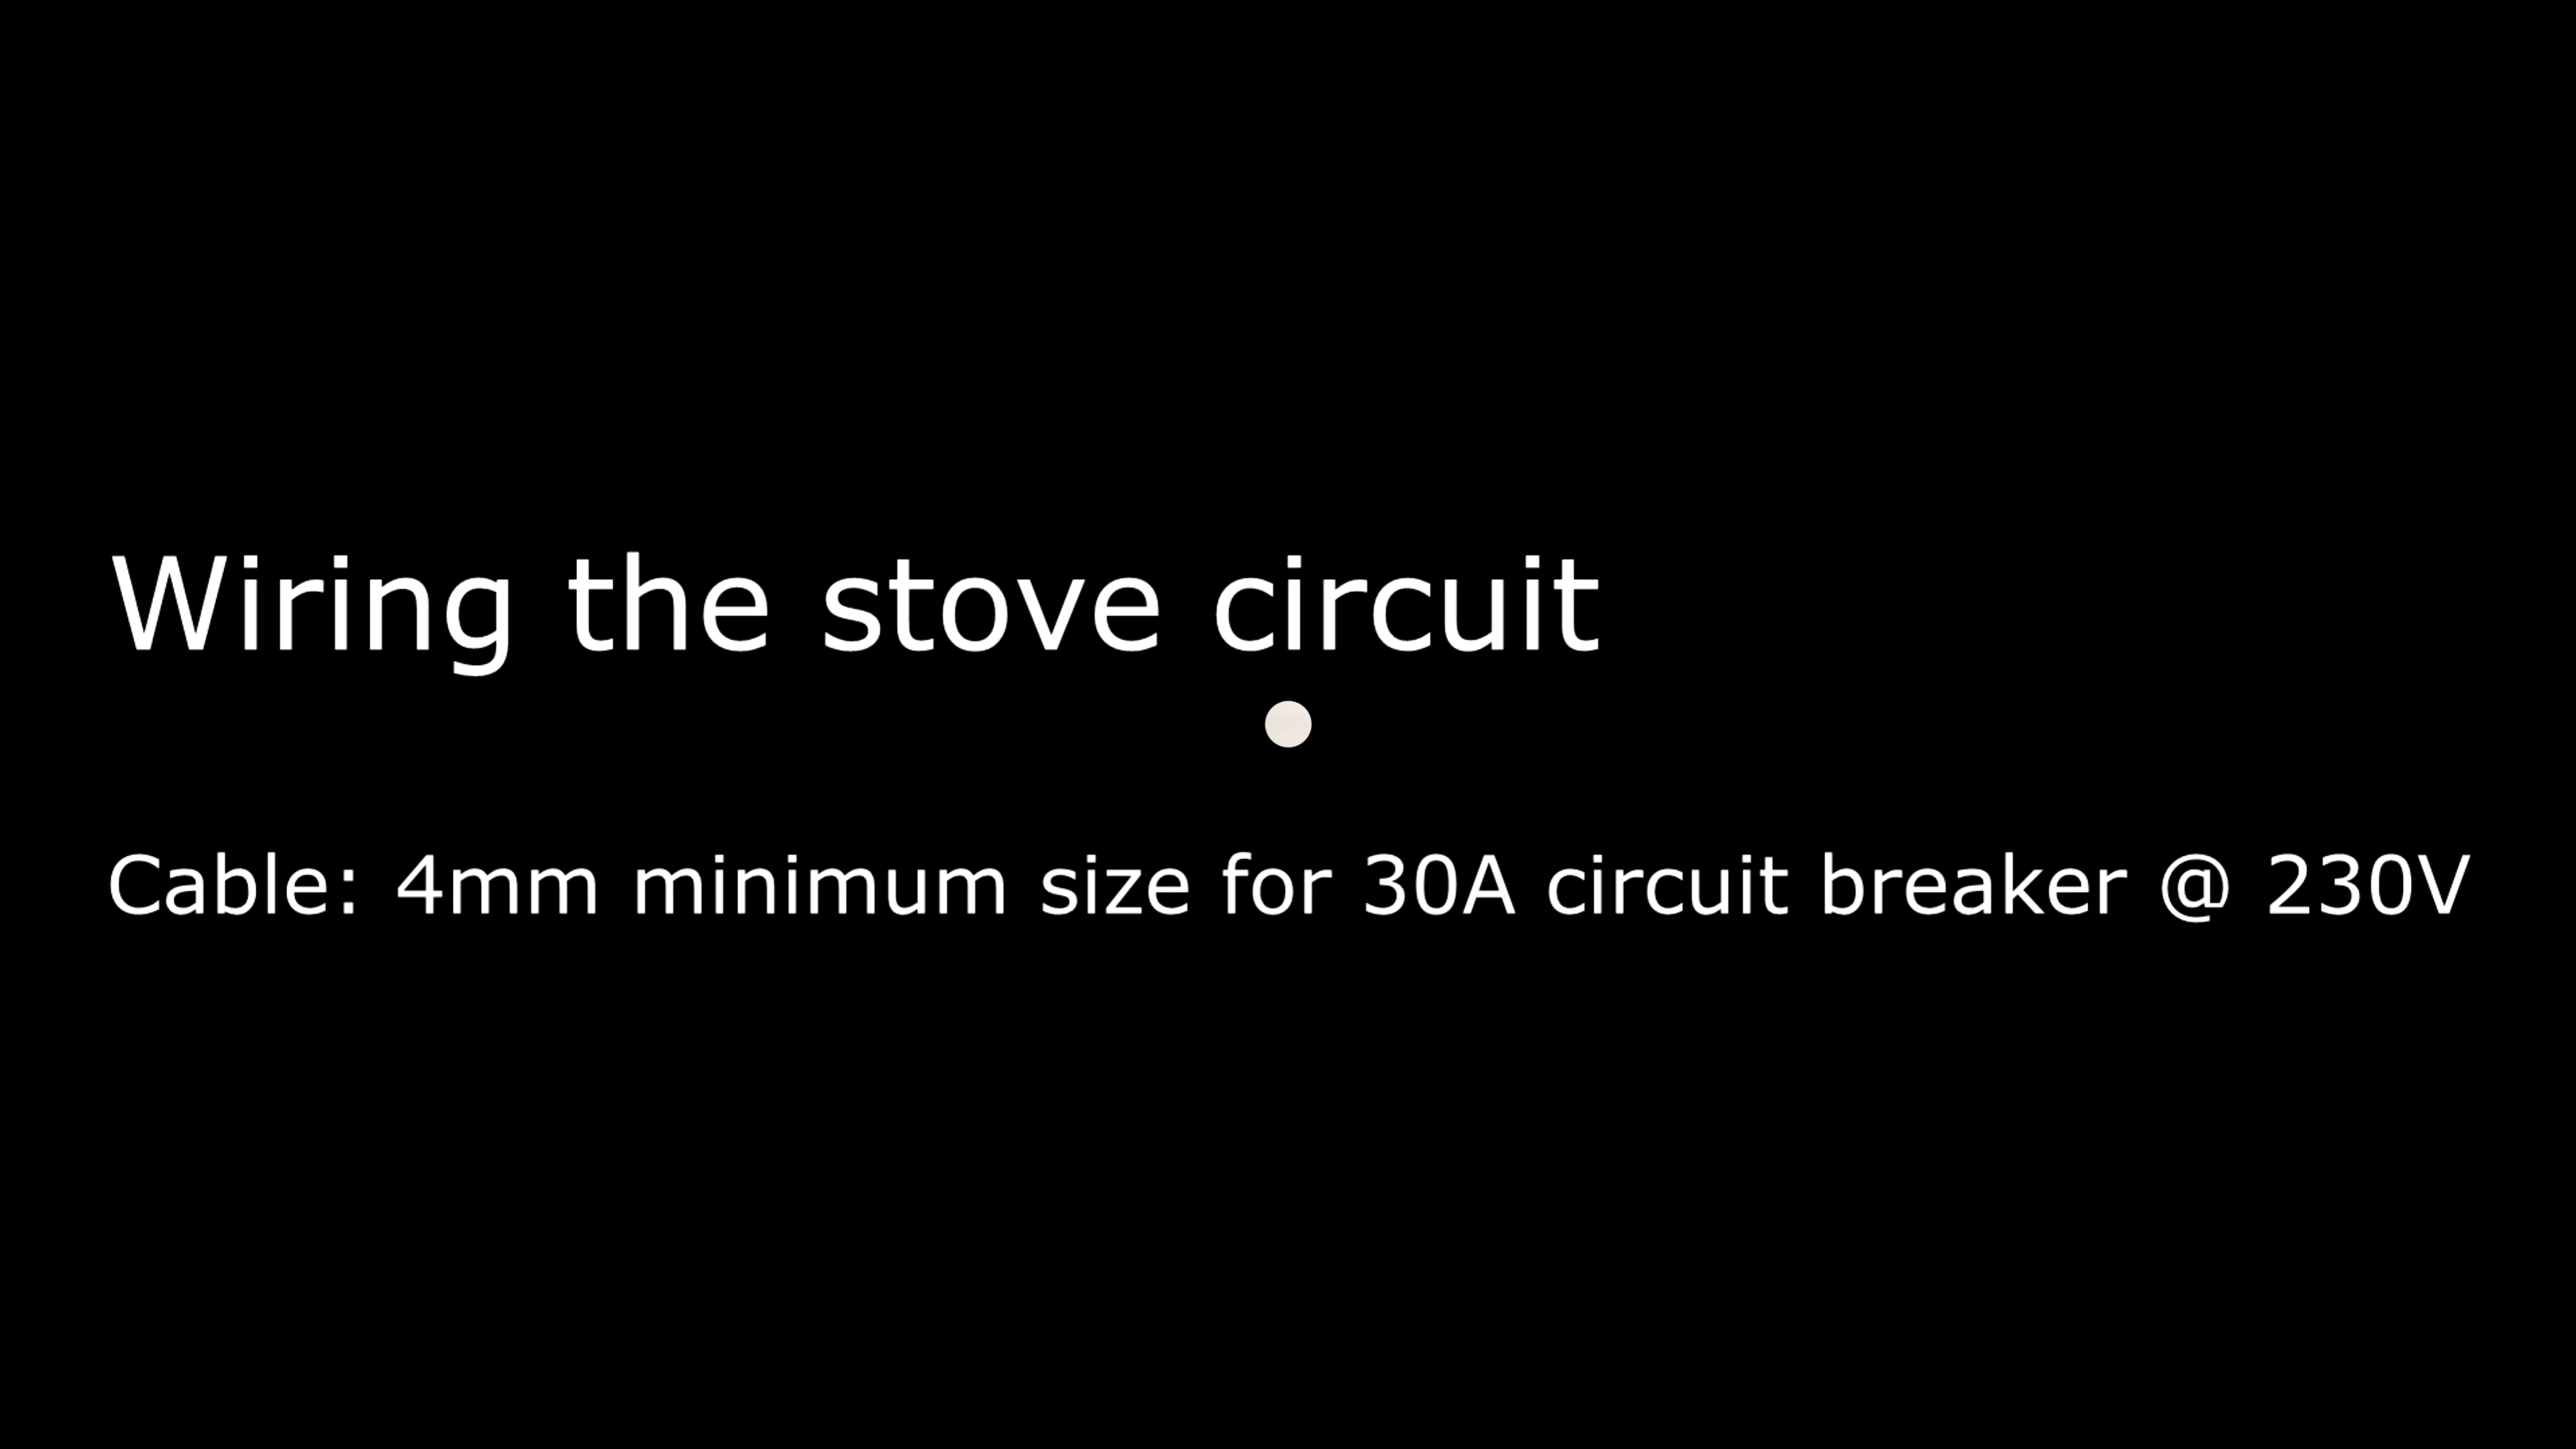 Wiring the stove circuit
Cable: 4mm minimum size for 30A circuit breaker @ 230V